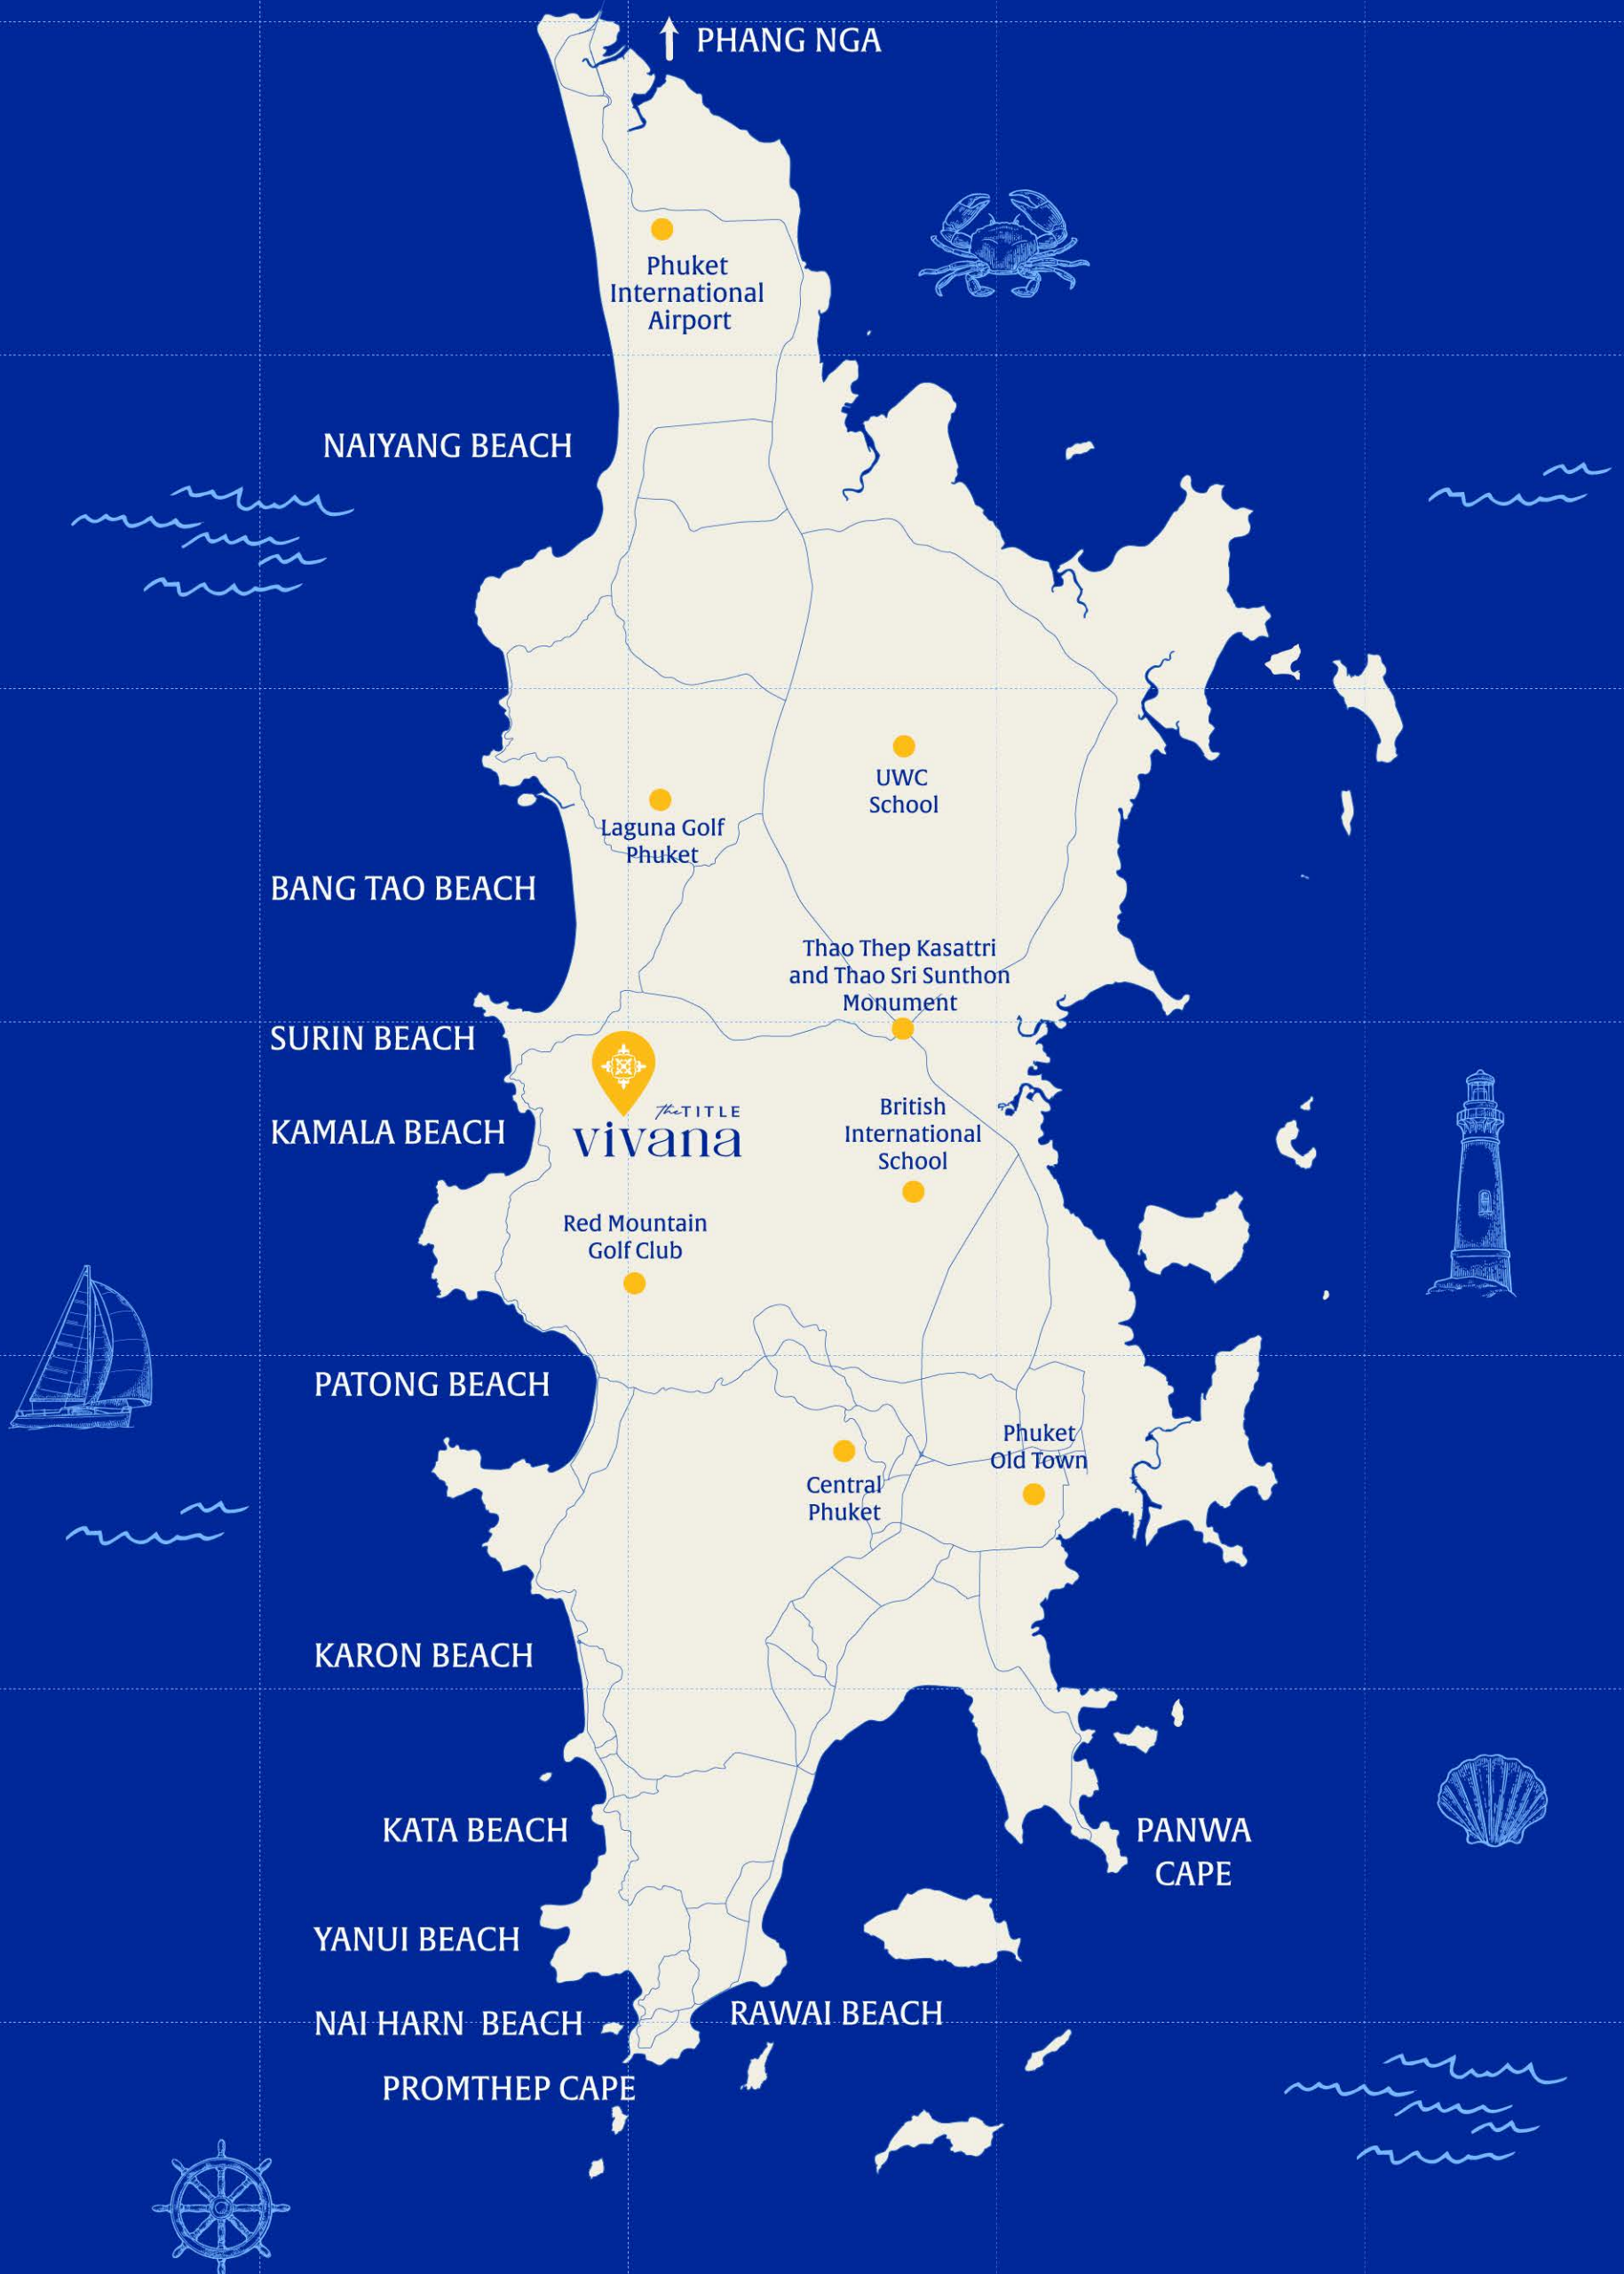 PHANG NGA
Phuket
International
Airport
NAIYANG BEACH
UWC
School
Laguna Golf
Phuket
BANG TAO BEACH
Thao Thep Kasattri
and Thao Sri Sunthon
Monument
SURIN BEACH
the TITLE
vivana
KAMALA BEACH
British
International
School
Red Mountain
Golf Club
PATONG BEACH
Phuket
Old Town
Central
Phuket
KARON BEACH
KATA BEACH
PANWA
CAPE
YANUI BEACH
RAWAI BEACH
NAI HARN BEACH
PROMTHEP CAPE